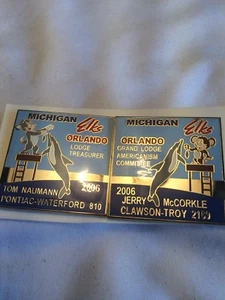 MICHIGAN
Elks
ORLANDO
LODGE
TREASURER
TOM NAUMANN 2006
PONTIAC-WATERFORD 810
MICHIGAN
Elks
ORLANDO
GRAND LODGE
AMERICANISM
COMMITTEE
2006
JERRY McCORKLE
CLAWSON-TROY